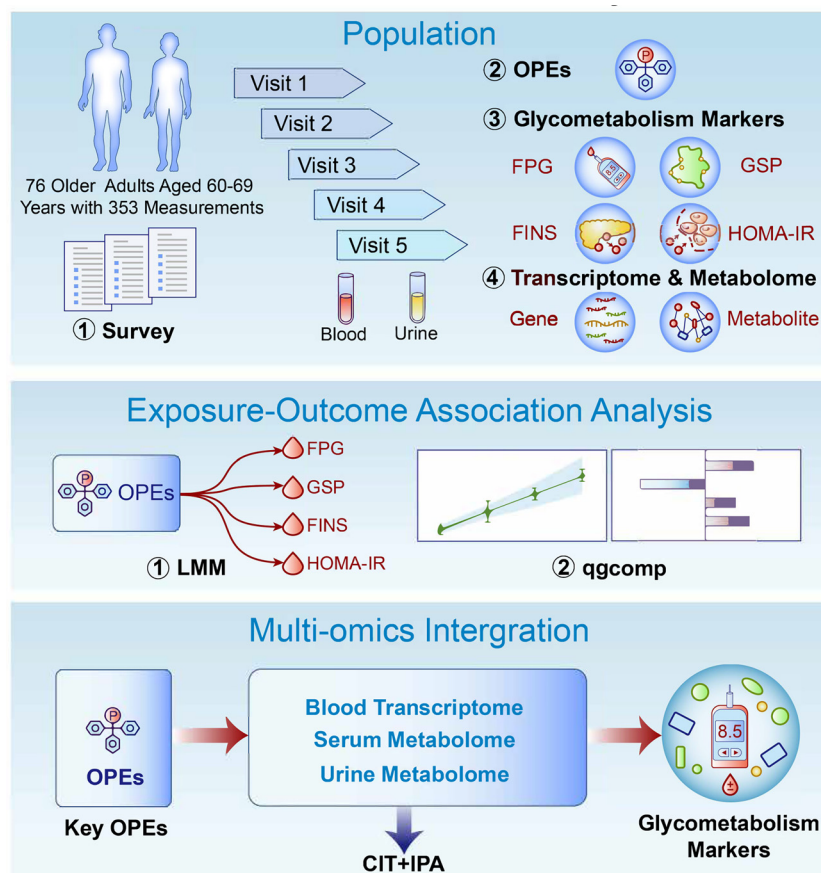 Population
76 Older Adults Aged 60-69
Years with 353 Measurements
① Survey
Visit 1
Visit 2
Visit 3
Visit 4
Visit 5
Blood
Urine
② OPEs
P
③ Glycometabolism Markers
FPG
8.5
GSP
FINS
HOMA-IR
④ Transcriptome & Metabolome
Gene
Metabolite
Exposure-Outcome Association Analysis
P
OPEs
FPG
GSP
FINS
HOMA-IR
① LMM
② qgcomp
Multi-omics Intergration
P
OPEs
Key OPEs
Blood Transcriptome
Serum Metabolome
Urine Metabolome
CIT+IPA
8.5
Glycometabolism
Markers